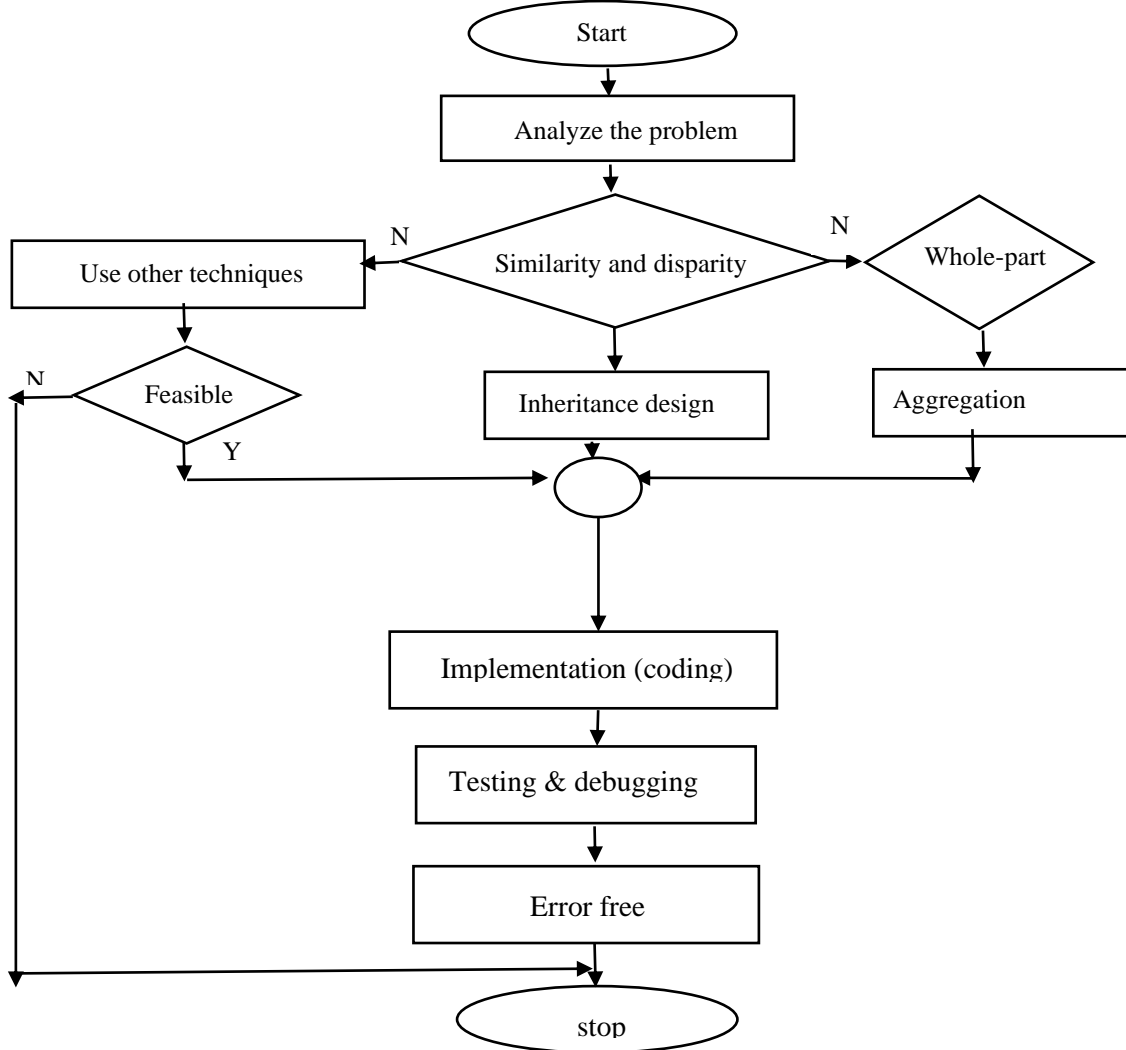 Start
Analyze the problem
N
N
Similarity and disparity
Whole-part
Use other techniques
N
Feasible
Inheritance design
Aggregation
Y
Implementation (coding)
Testing & debugging
Error free
stop